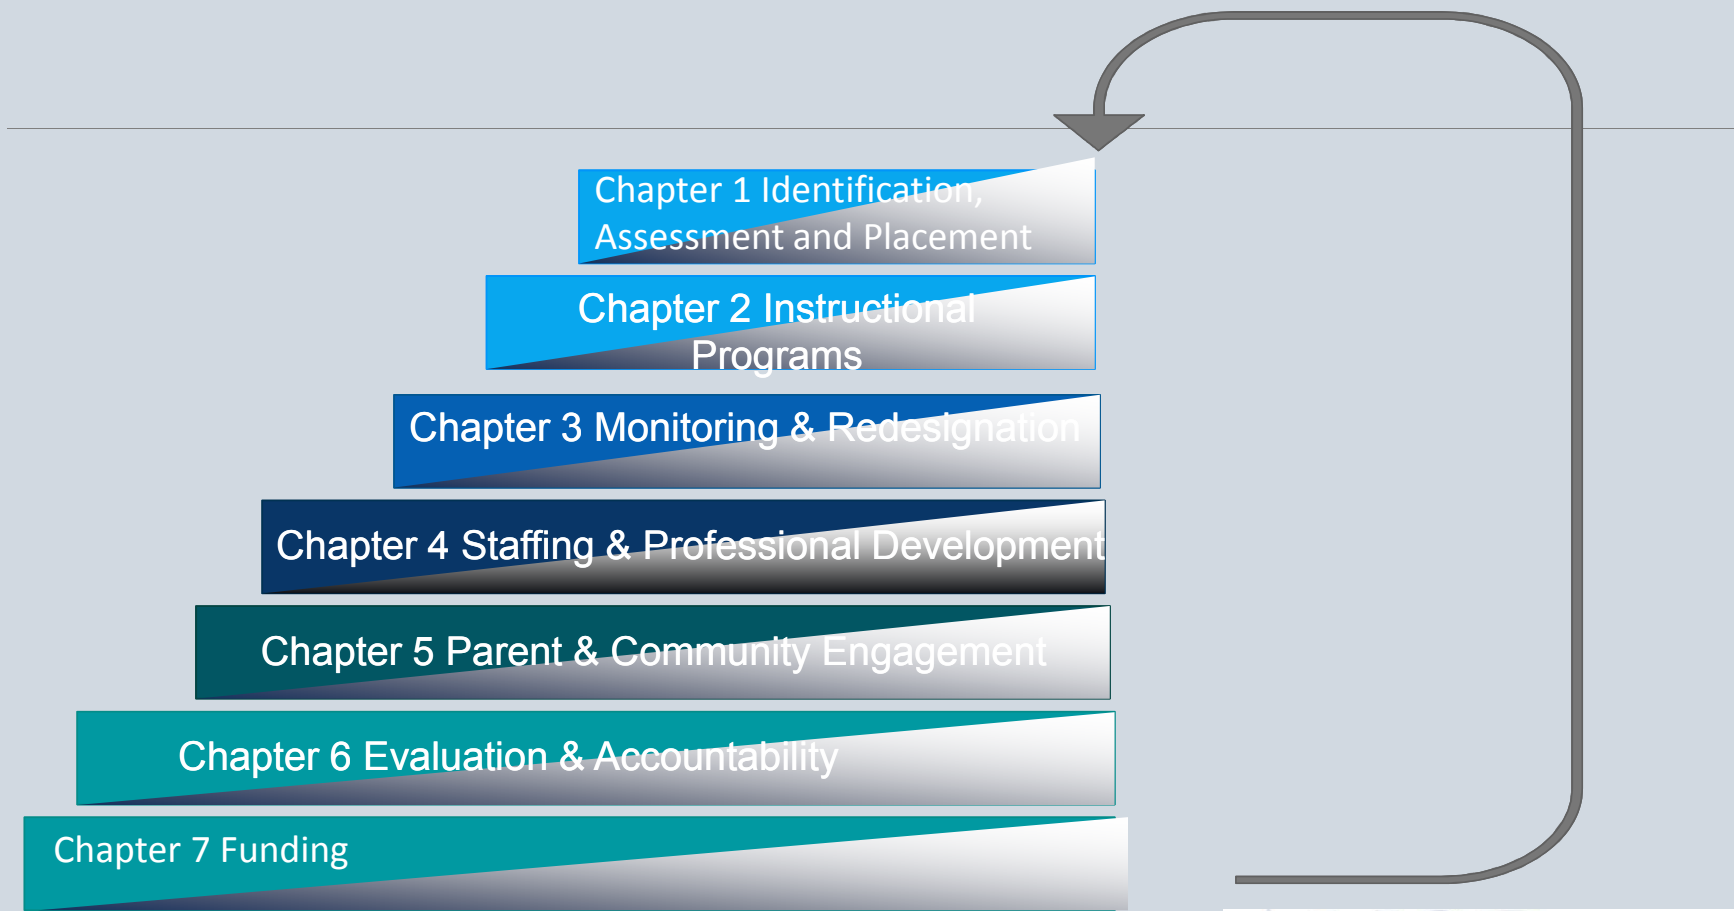 Chapter 1 Identification,
Assessment and Placement
Chapter 2 Instructional
Programs
Chapter 3 Monitoring & Redesignation
Chapter 4 Staffing & Professional Development
Chapter 5 Parent & Community Engagement
Chapter 6 Evaluation & Accountability
Chapter 7 Funding